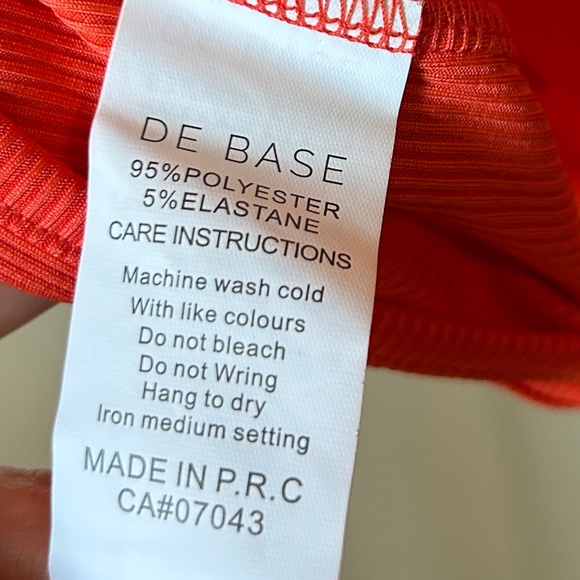 DE BASE
95%POLYESTER
5%ELASTANE
CARE INSTRUCTIONS
Machine wash cold
With like colours
Do not bleach
Do not Wring
Hang to dry
Iron medium setting
MADE IN P.R.C
CA#07043